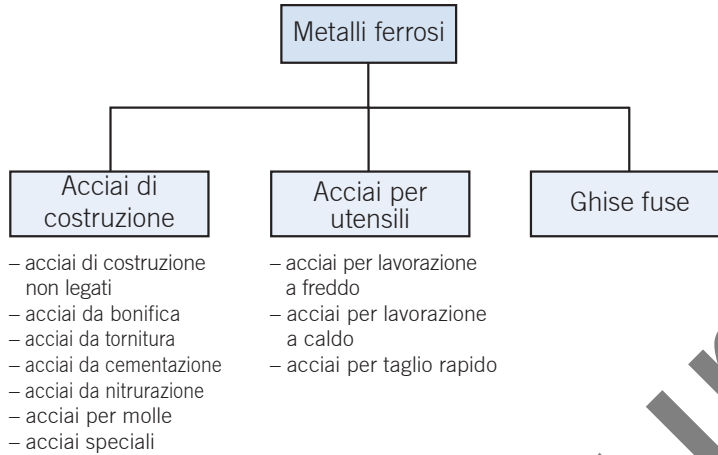 Metalli ferrosi
Acciai di
costruzione
Acciai per
utensili
Ghise fuse
– acciai di costruzione
non legati
– acciai da bonifica
– acciai da tornitura
– acciai da cementazione
– acciai da nitrurazione
– acciai per molle
– acciai speciali
– acciai per lavorazione
a freddo
– acciai per lavorazione
a caldo
– acciai per taglio rapido